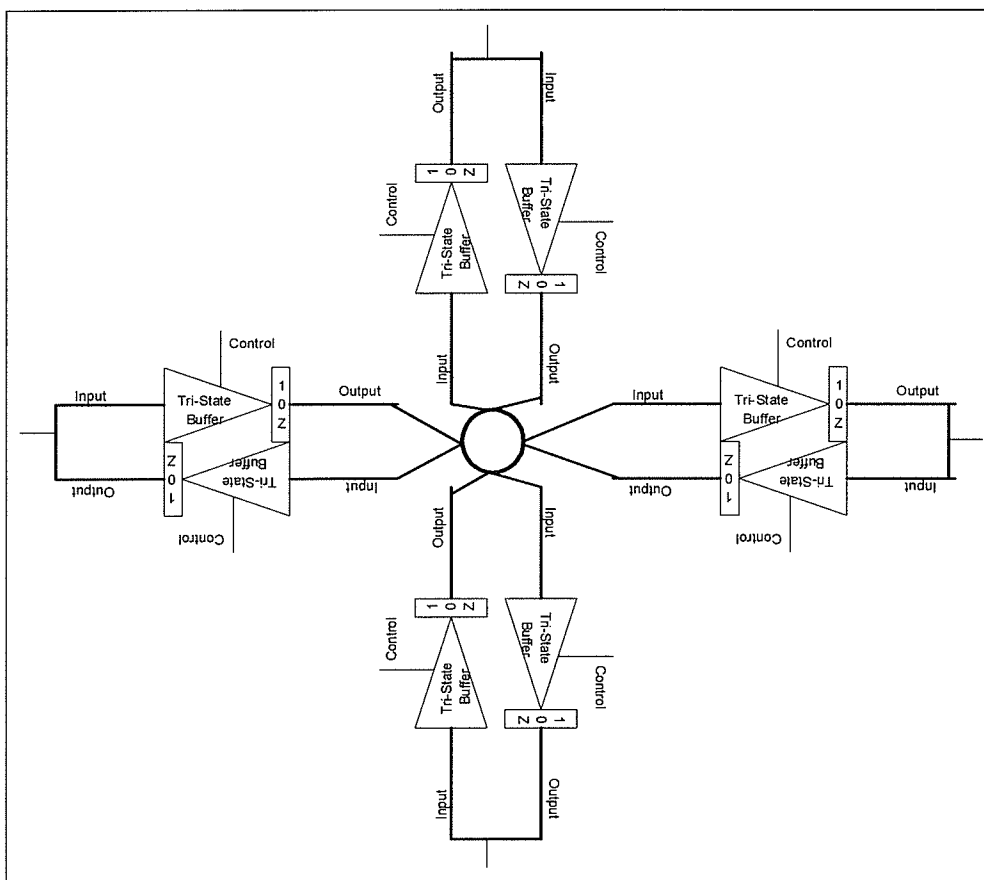 Output
Input
1 0 Z
Tri-State
Buffer
Control
Control
Tri-State
Buffer
1 0 Z
Input
Output
Control
Input
Tri-State
Buffer
1 0 Z
Output
Output
1 0 Z
Tri-State
Buffer
Input
Control
Control
Input
Tri-State
Buffer
1 0 Z
Output
Output
1 0 Z
Tri-State
Buffer
Input
Control
Output
Input
1 0 Z
Tri-State
Buffer
Control
Control
Tri-State
Buffer
1 0 Z
Input
Output